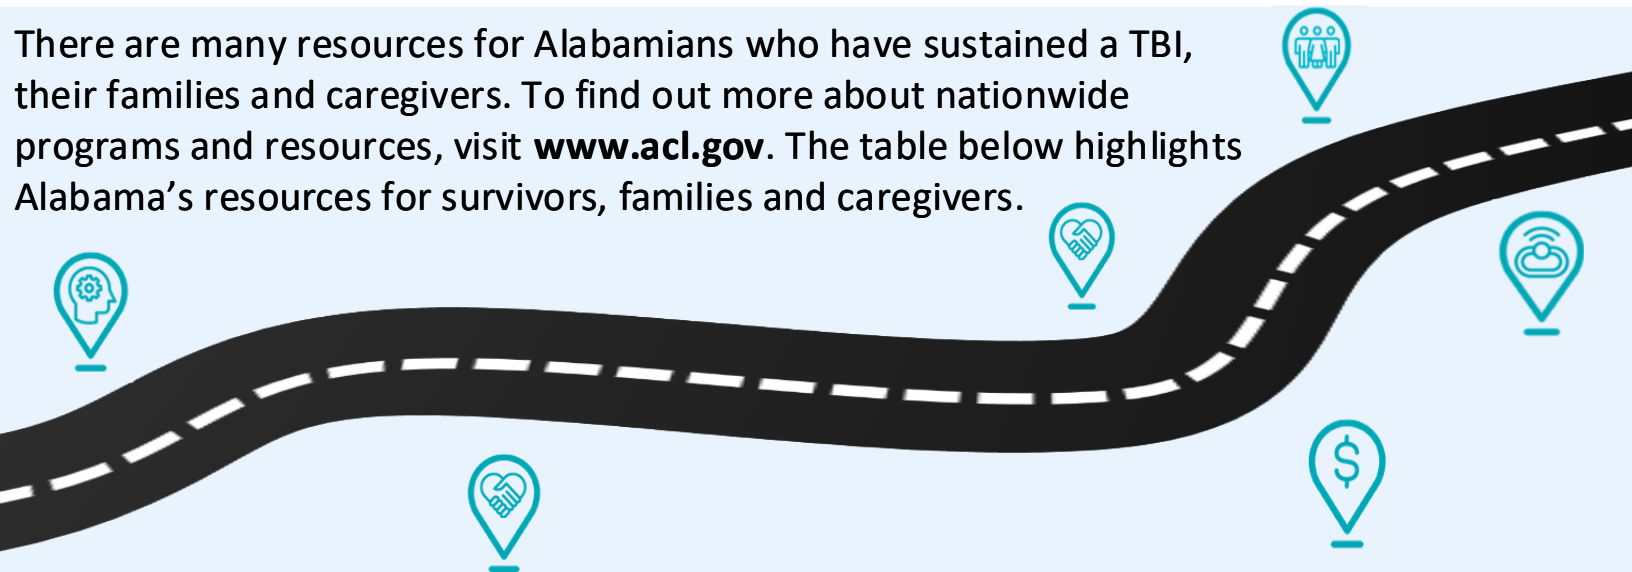 There are many resources for Alabamians who have sustained a TBI,
their families and caregivers. To find out more about nationwide
programs and resources, visit www.acl.gov. The table below highlights
Alabama’s resources for survivors, families and caregivers.
$